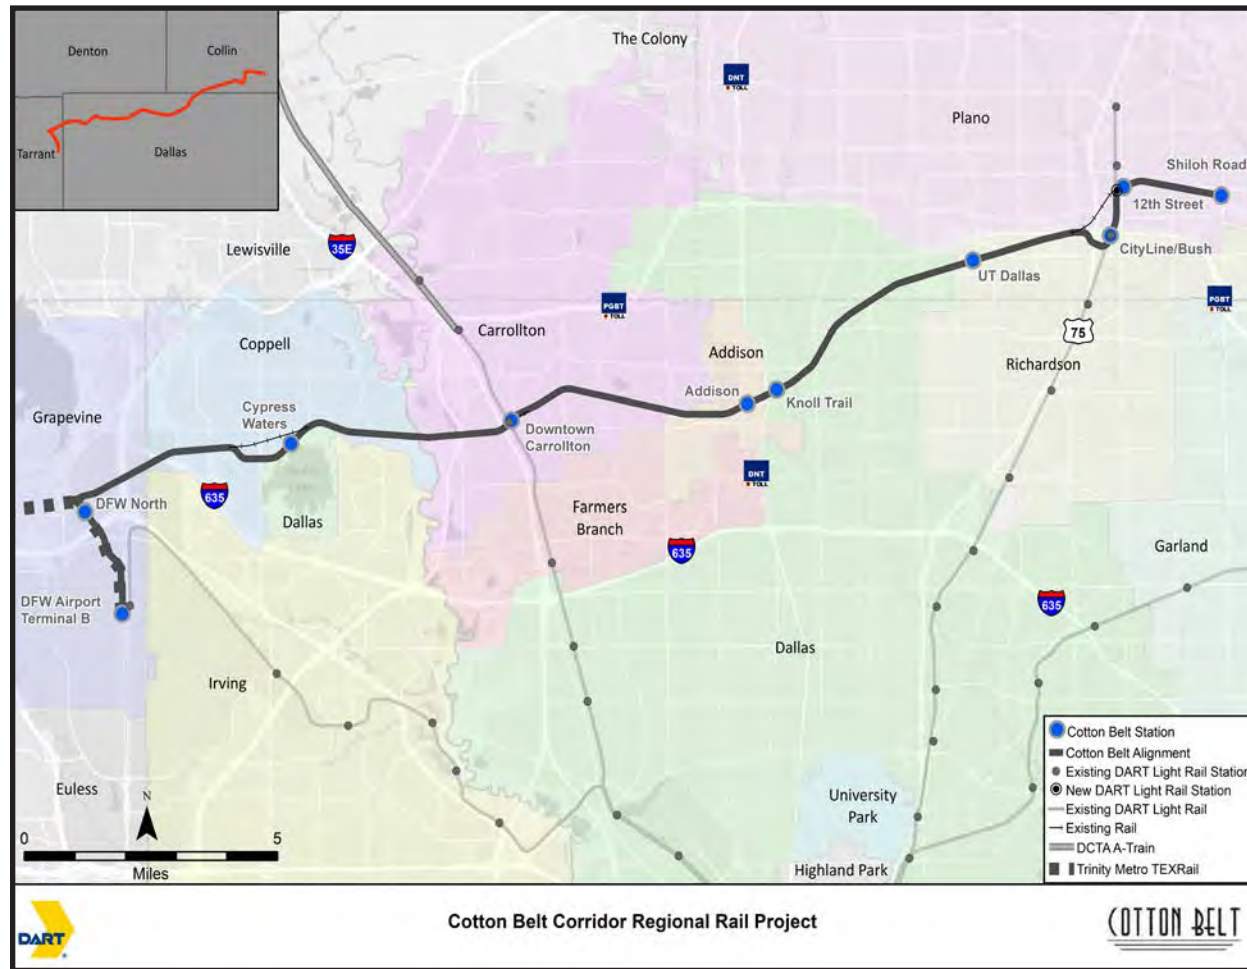 Denton
Collin
Tarrant
Dallas
The Colony
DNT
TOLL
Plano
Shiloh Road
12th Street
CityLine/Bush
Lewisville
35E
UT Dallas
PGBT
TOLL
PGBT
TOLL
Carrollton
75
Coppell
Addison
Richardson
Addison
Knoll Trail
Grapevine
Cypress
Waters
Downtown
Carrollton
DFW North
635
Dallas
DNT
TOLL
Farmers
Branch
635
Garland
DFW Airport
Terminal B
635
Dallas
Irving
Euless
N
0
5
Miles
University
Park
Highland Park
Cotton Belt Station
Cotton Belt Alignment
Existing DART Light Rail Station
New DART Light Rail Station
Existing DART Light Rail
Existing Rail
DCTA A-Train
Trinity Metro TEXRail
DART
Cotton Belt Corridor Regional Rail Project
COTTON BELT